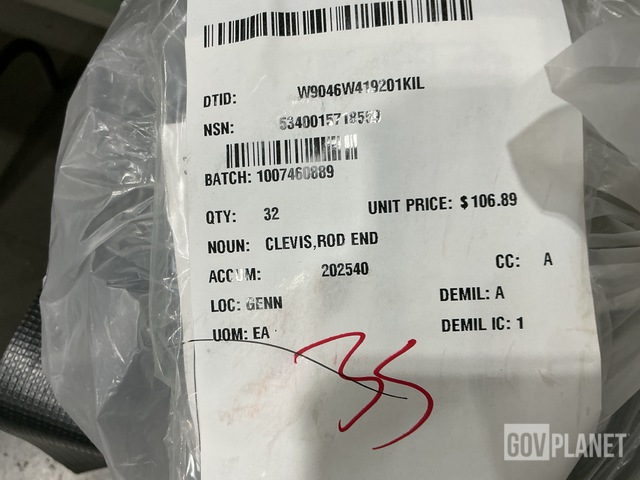 DTID: W9046W419201KIL
NSN:
BATCH: 1007460889
QTY: 32 UNIT PRICE: $106.89
NOUN: CLEVIS,ROD END
ACCUM: 202540 CC: A
LOC: GENN DEMIL: A
UOM: EA DEMIL IC: 1
35
GOVPLANET